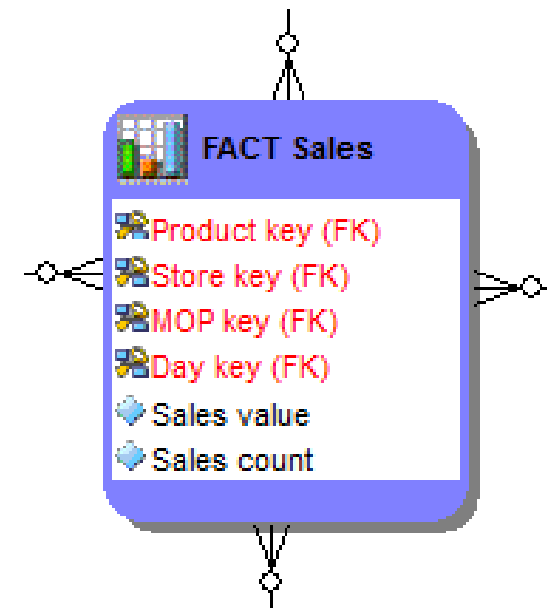 FACT Sales
Product key (FK)
Store key (FK)
MOP key (FK)
Day key (FK)
Sales value
Sales count